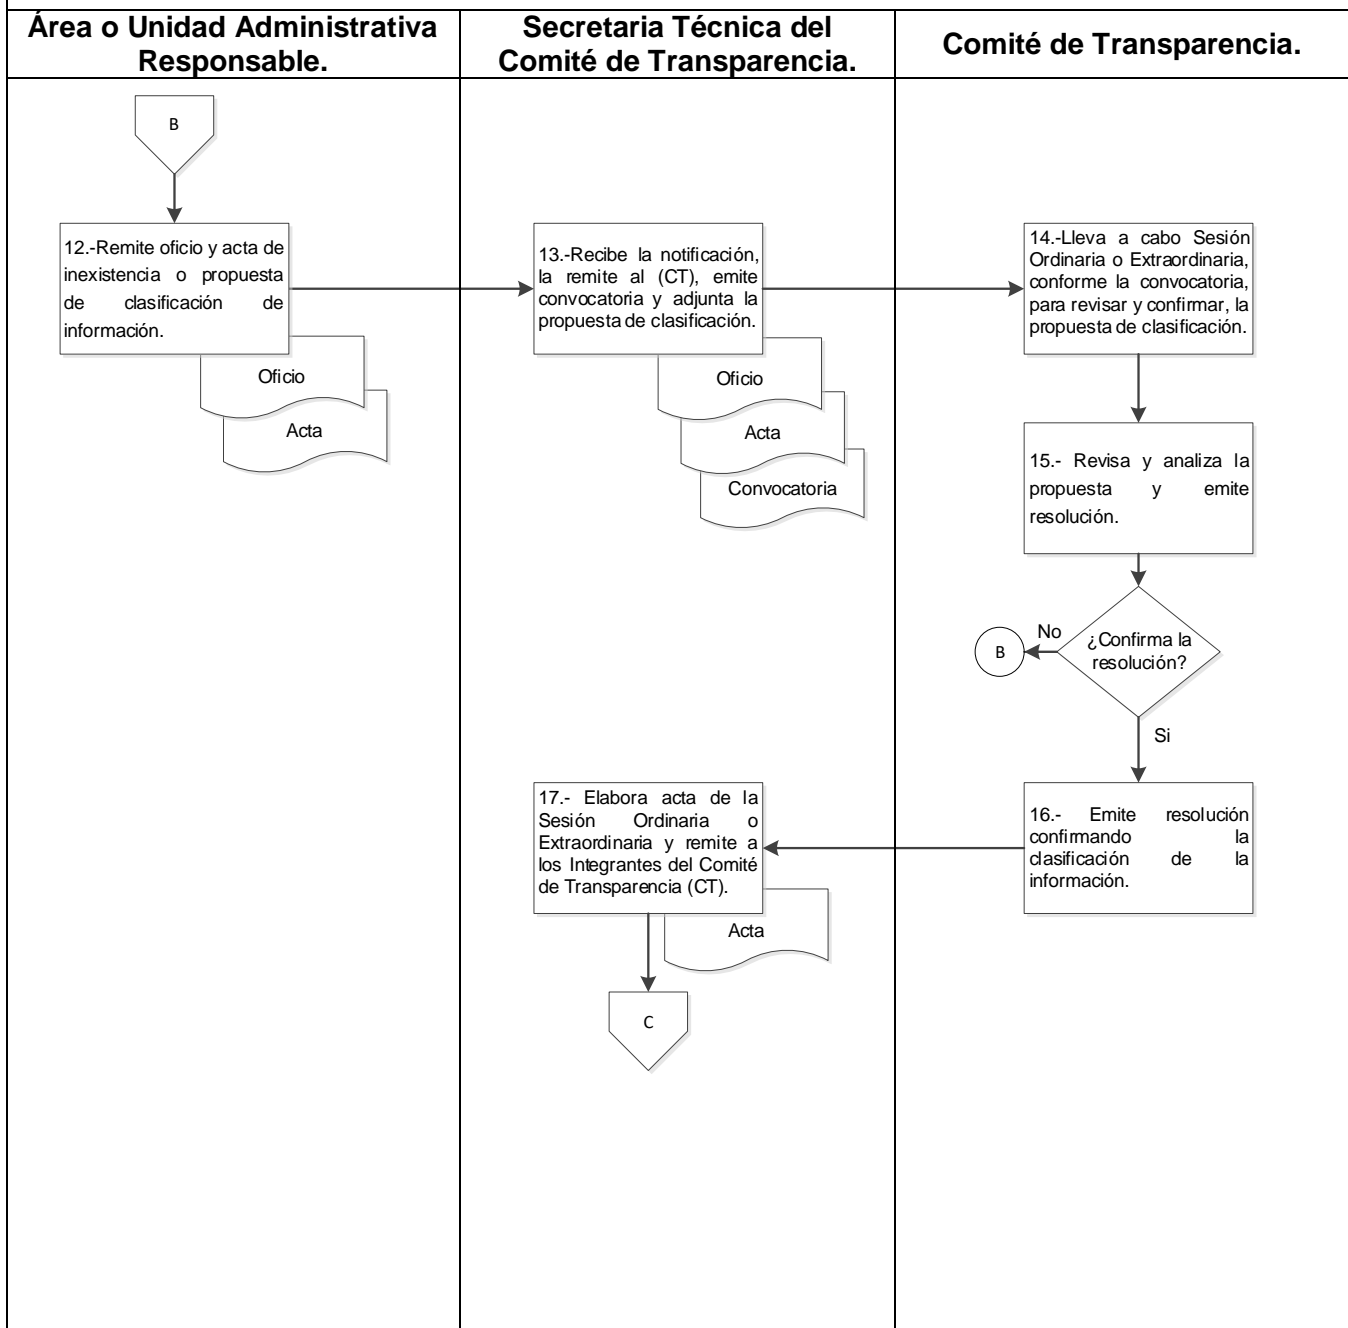 Área o Unidad Administrativa
Responsable.
Secretaria Técnica del
Comité de Transparencia.
Comité de Transparencia.
B
12.-Remite oficio y acta de
inexistencia o propuesta
de clasificación de
información.
Oficio
Acta
13.-Recibe la notificación,
la remite al (CT), emite
convocatoria y adjunta la
propuesta de clasificación.
Oficio
Acta
Convocatoria
14.-Lleva a cabo Sesión
Ordinaria o Extraordinaria,
conforme la convocatoria,
para revisar y confirmar, la
propuesta de clasificación.
15.- Revisa y analiza la
propuesta y emite
resolución.
¿Confirma la
resolución?
No
B
Si
16.- Emite resolución
confirmando la
clasificación de la
información.
17.- Elabora acta de la
Sesión Ordinaria o
Extraordinaria y remite a
los Integrantes del Comité
de Transparencia (CT).
Acta
C